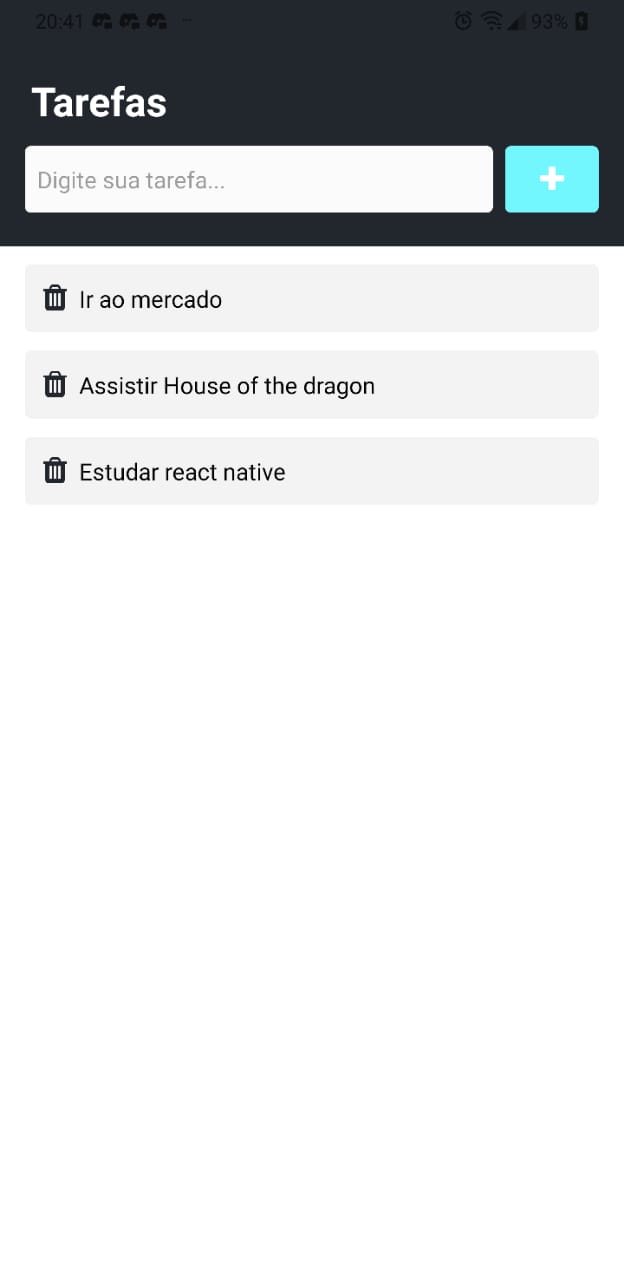 20:41 ... 93%
Tarefas
Digite sua tarefa...
Ir ao mercado
Assistir House of the dragon
Estudar react native